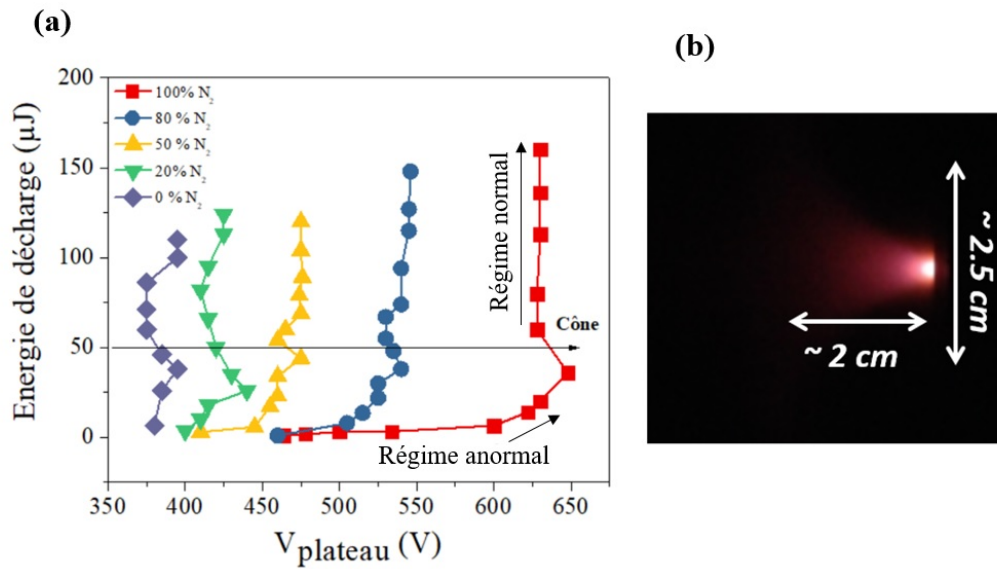 (a)
(b)
200
150
100
50
0
Energie de décharge (µJ)
100% N₂
80 % N₂
50 % N₂
20% N₂
0 % N₂
Régime normal
Cône
Régime anormal
350 400 450 500 550 600 650
V_plateau (V)
~ 2.5 cm
~ 2 cm